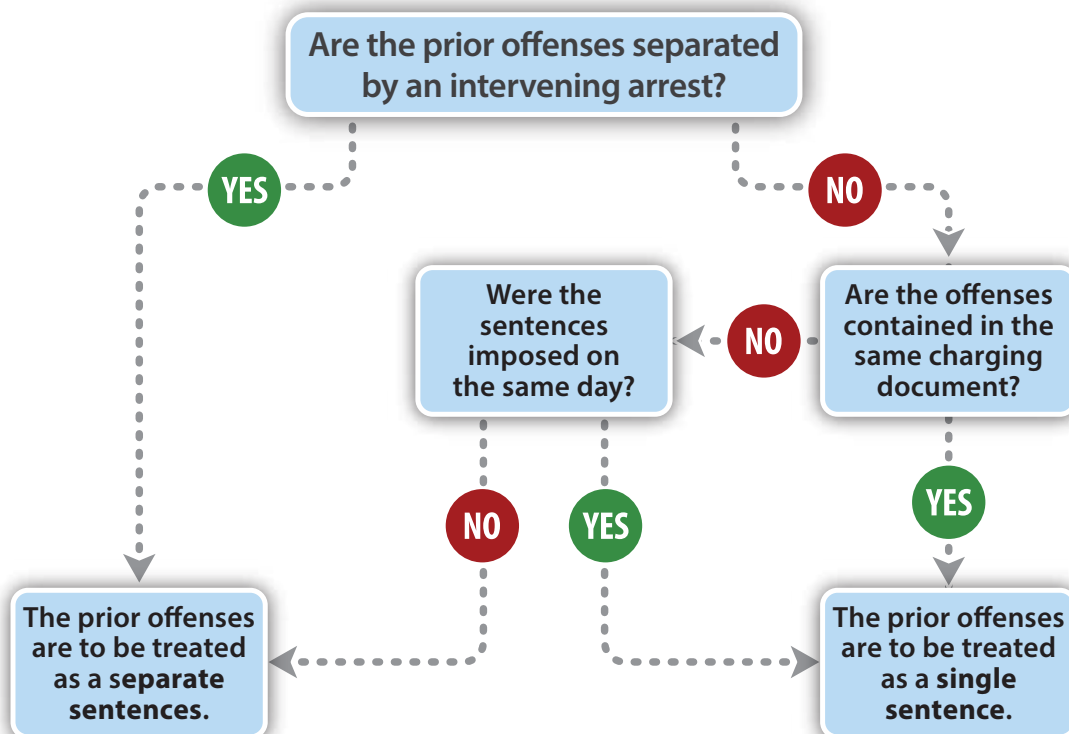 Are the prior offenses separated
by an intervening arrest?
YES
NO
Were the
sentences
imposed on
the same day?
NO
Are the offenses
contained in the
same charging
document?
NO
YES
YES
The prior offenses
are to be treated
as a separate
sentences.
The prior offenses
are to be treated
as a single
sentence.